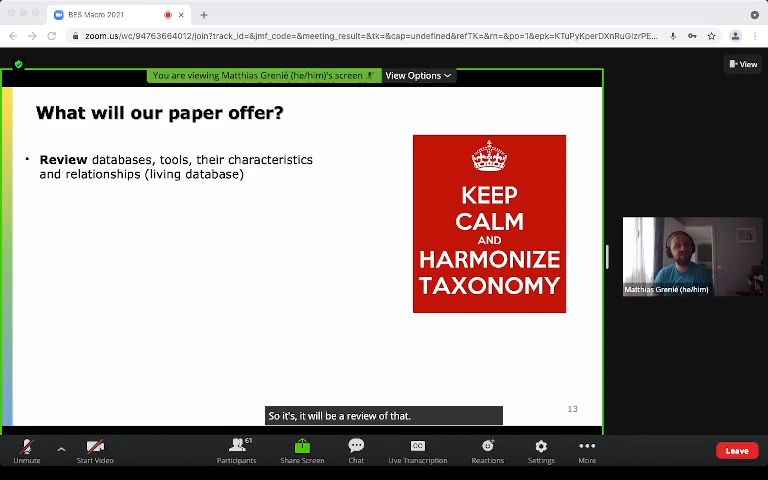 BES Macro 2021
zoom.us/wc/94763664012/join?track_id=&jmf_code=&meeting_result=&tk=&cap=undefined&refTK=&rn=&po=1&epk=KTuPyKperDXnRuGlzrPE...
You are viewing Matthias Grenié (he/him)'s screen
View Options
View
What will our paper offer?
• Review databases, tools, their characteristics
and relationships (living database)
KEEP
CALM
AND
HARMONIZE
TAXONOMY
Matthias Grenié (he/him)
So it's, it will be a review of that.
13
Unmute
Start Video
61
Participants
Share Screen
Chat
CC
Live Transcription
Reactions
Settings
More
Leave